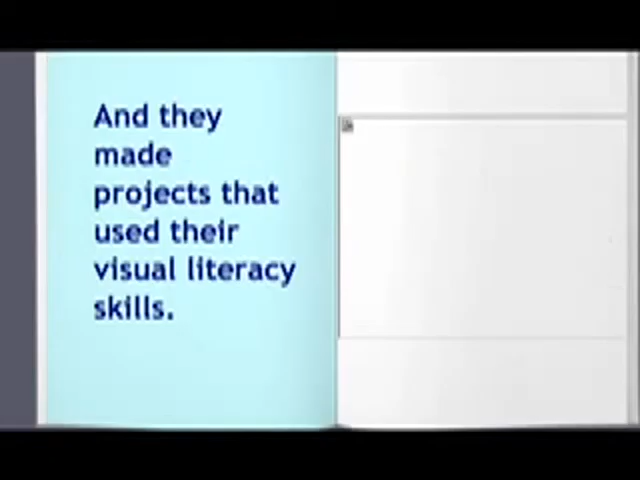 And they
made
projects that
used their
visual literacy
skills.